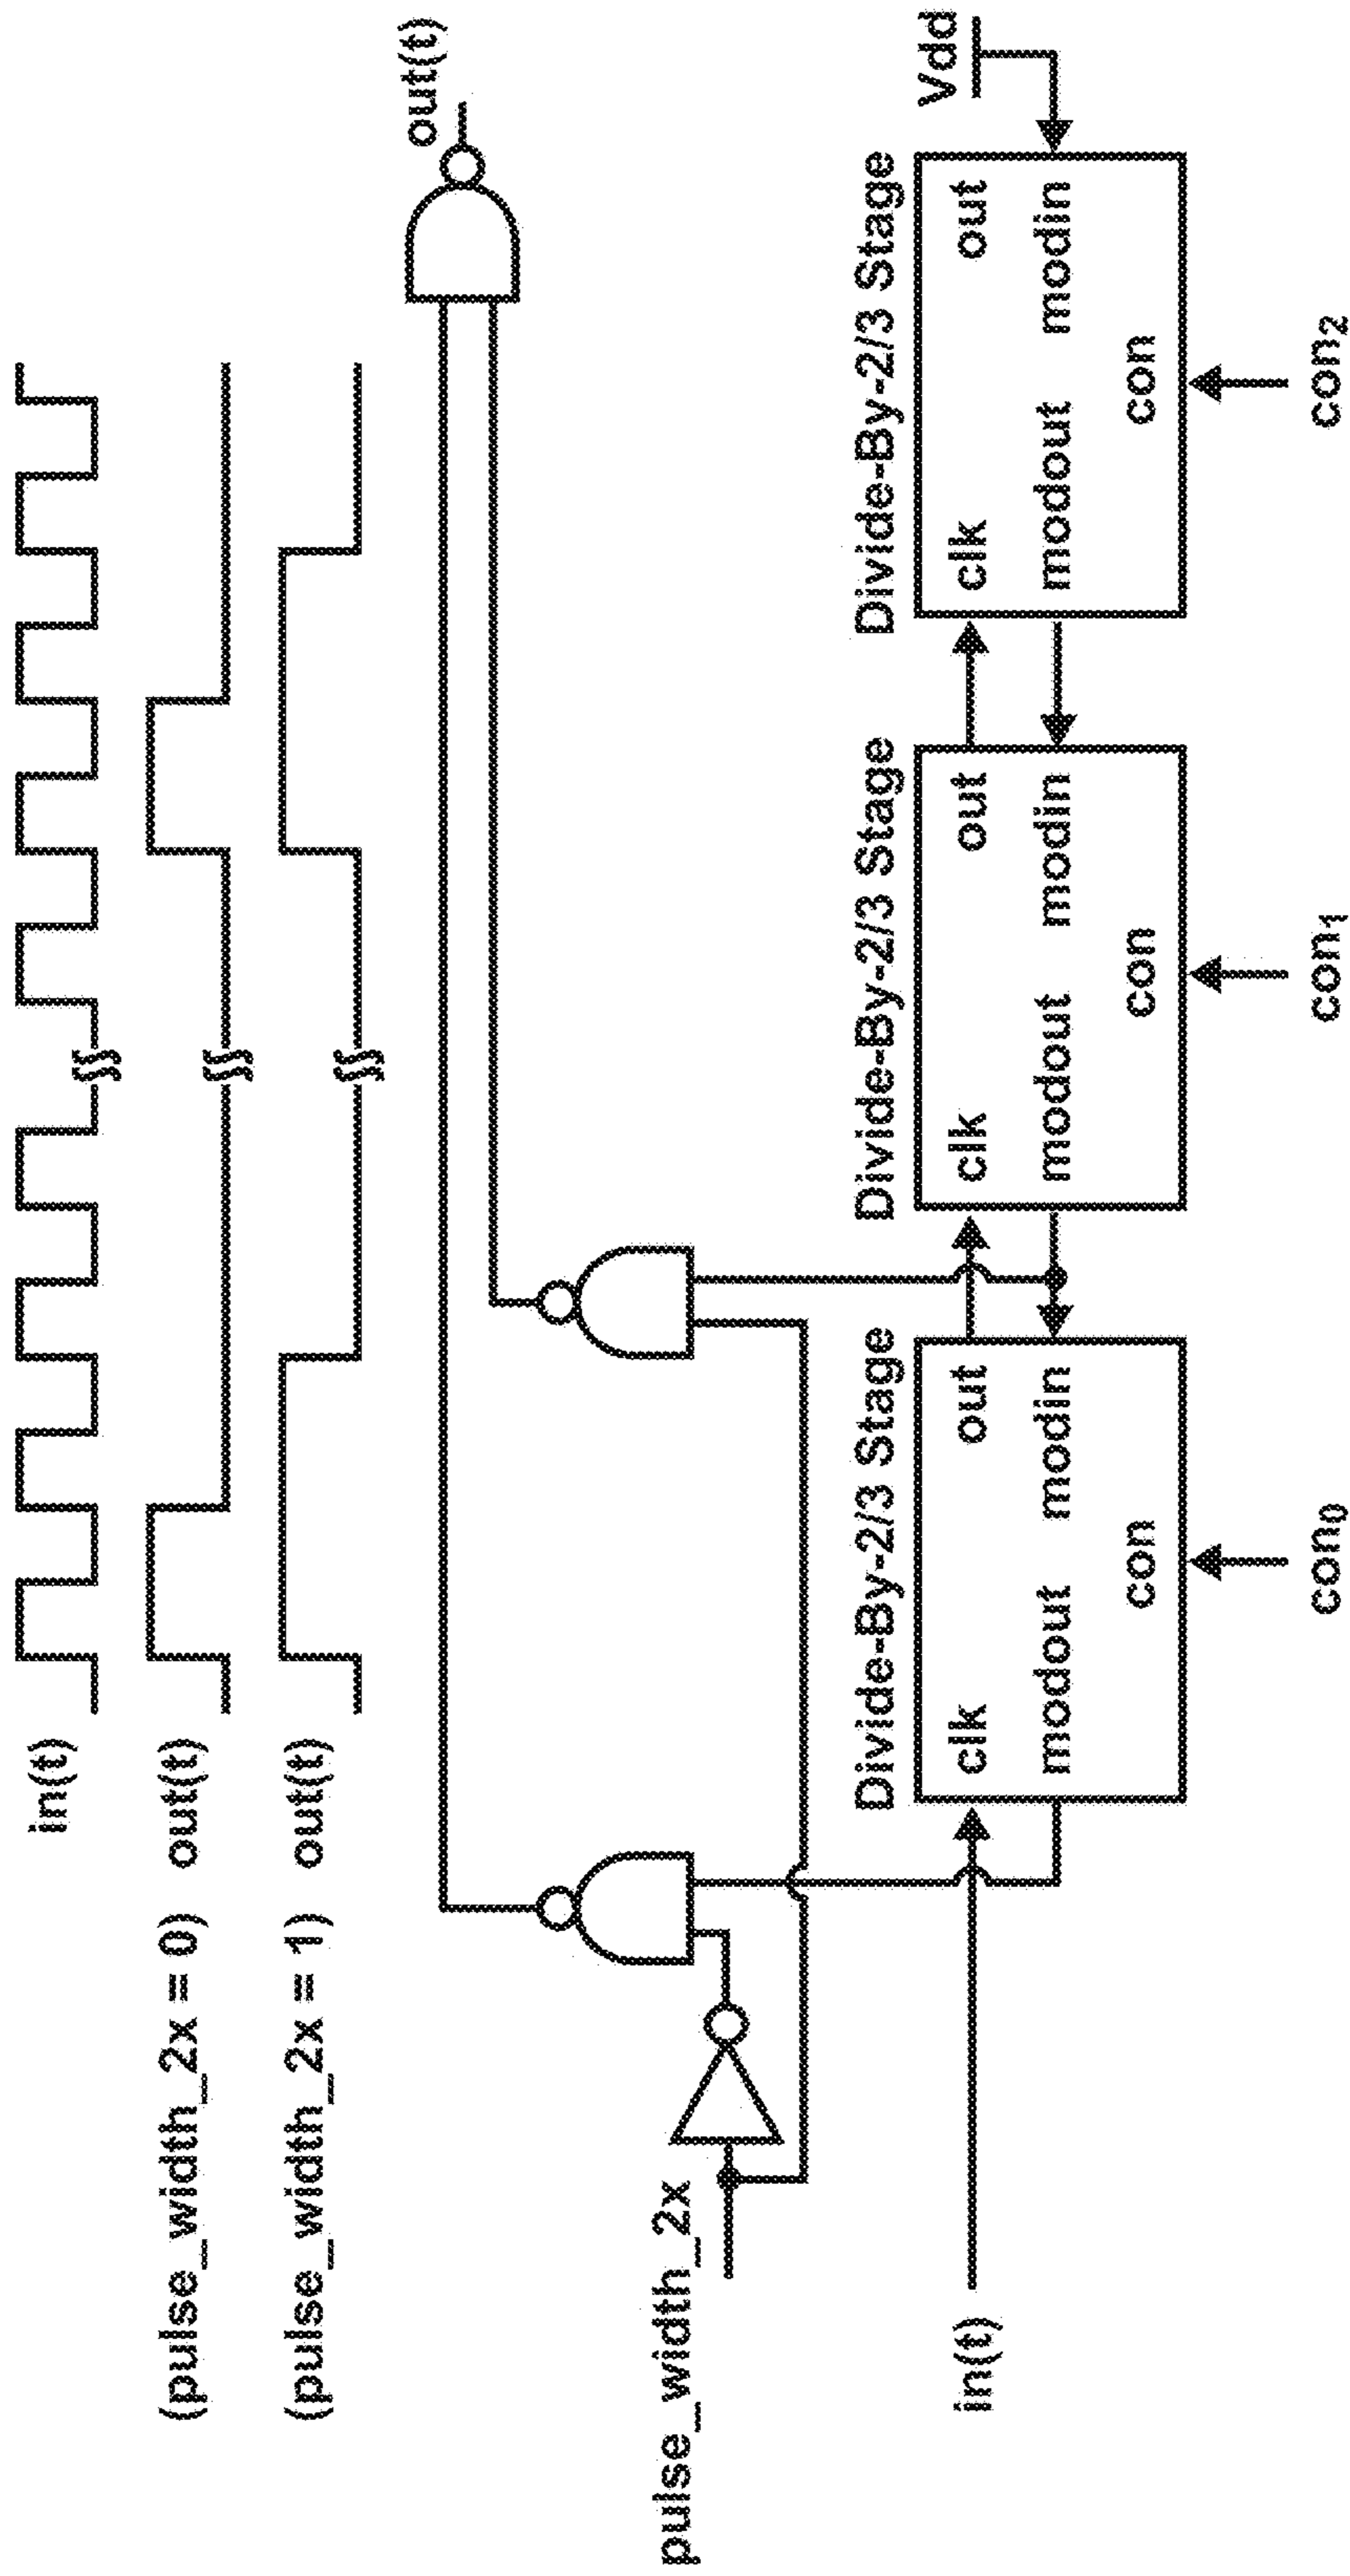 in(t)
(pulse_width_2x = 0) out(t)
(pulse_width_2x = 1) out(t)
out(t)
pulse_width_2x
Divide-By-2/3 Stage
Divide-By-2/3 Stage
Divide-By-2/3 Stage
Vdd
in(t)
clk out
modout modin
con
clk out
modout modin
con
clk out
modout modin
con
con₀
con₁
con₂